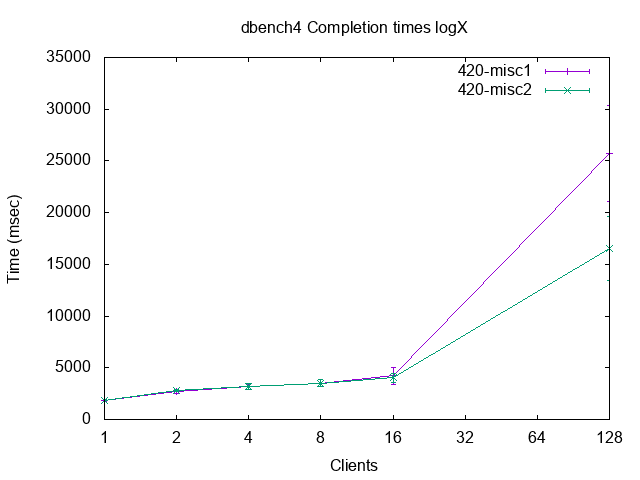 dbench4 Completion times logX
35000
30000
25000
20000
15000
10000
5000
0
Time (msec)
420-misc1
420-misc2
1 2 4 8 16 32 64 128
Clients